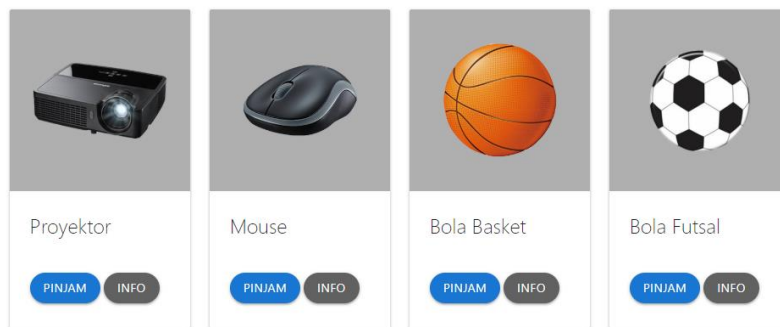 Proyektor
Mouse
Bola Basket
Bola Futsal
PINJAM INFO
PINJAM INFO
PINJAM INFO
PINJAM INFO